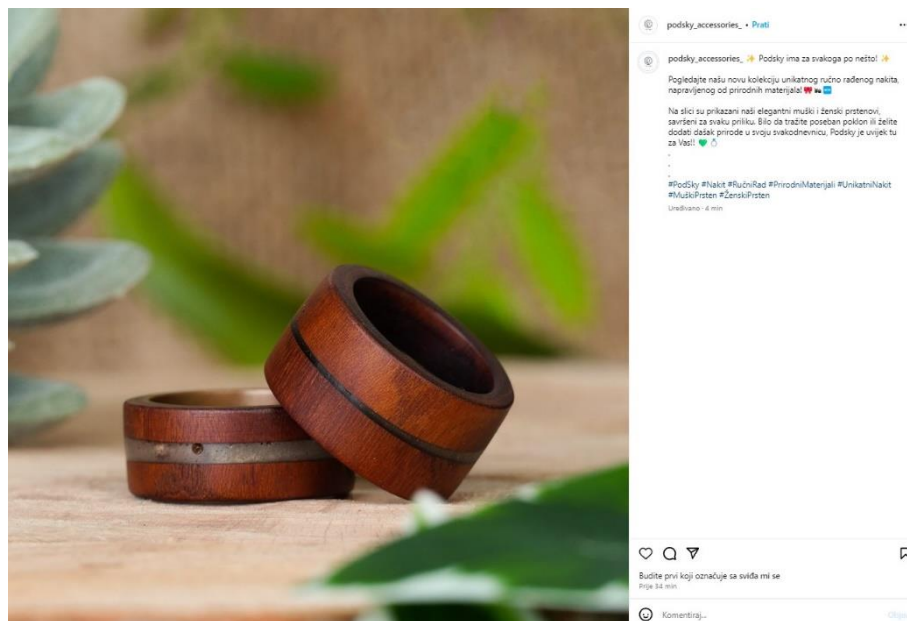 podsky_accessories_ • Prati
podsky_accessories_ ✨ Podsky ima za svakoga po nešto! ✨
Pogledajte našu novu kolekciju unikatnog ručno rađenog nakita,
napravljenog od prirodnih materijala!
Na slici su prikazani naši elegantni muški i ženski prstenovi,
savršeni za svaku priliku. Bilo da tražite poseban poklon ili želite
dodati dašak prirode u svoju svakodnevnicu, Podsky je uvijek tu
za Vas!! 💚 💍
.
.
.
#PodSky #Nakit #RučniRad #PrirodniMaterijali #UnikatniNakit
#MuškiPrsten #ŽenskiPrsten
Uređivano · 4 min
Budite prvi koji označuje sa sviđa mi se
Prije 34 min
Komentiraj...